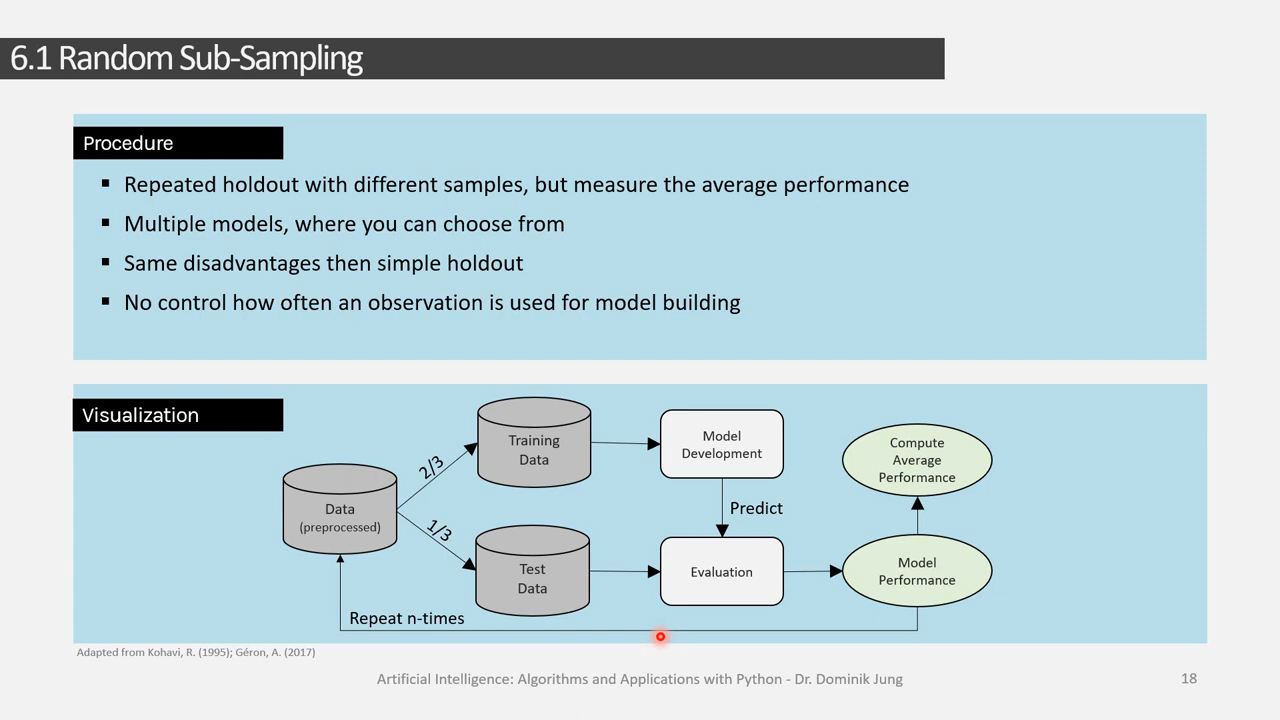 6.1 Random Sub-Sampling
Procedure
▪ Repeated holdout with different samples, but measure the average performance
▪ Multiple models, where you can choose from
▪ Same disadvantages then simple holdout
▪ No control how often an observation is used for model building
Visualization
Data
(preprocessed)
2/3
1/3
Training
Data
Test
Data
Model
Development
Predict
Evaluation
Compute
Average
Performance
Model
Performance
Repeat n-times
Adapted from Kohavi, R. (1995); Géron, A. (2017)
Artificial Intelligence: Algorithms and Applications with Python - Dr. Dominik Jung
18